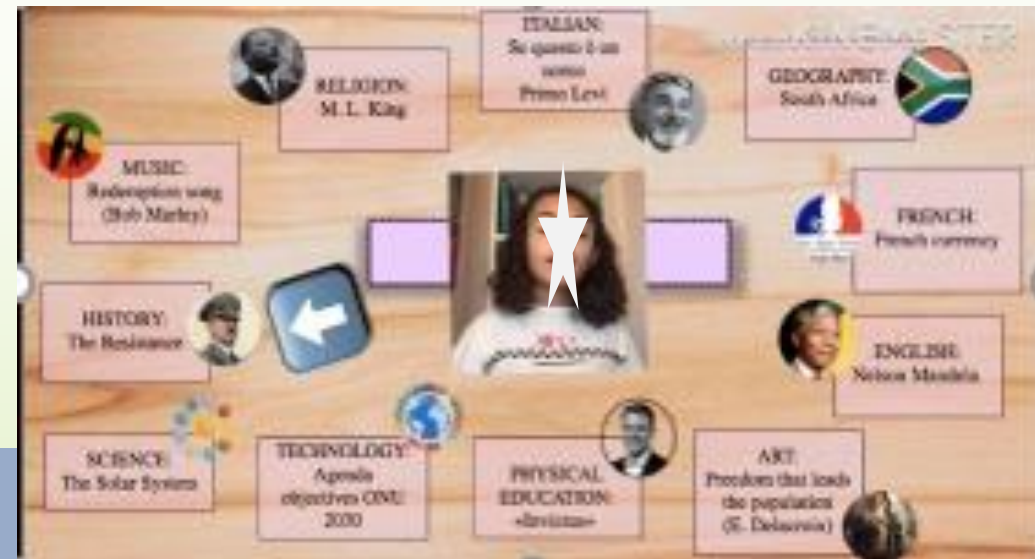 ITALIAN:
Se questo è un
uomo
Primo Levi
RELIGION:
M. L. King
GEOGRAPHY:
South Africa
MUSIC:
Redemption song
(Bob Marley)
FRENCH:
French currency
HISTORY:
The Resistance
ENGLISH:
Nelson Mandela
SCIENCE:
The Solar System
TECHNOLOGY:
Agenda
objectives ONU
2030
PHYSICAL
EDUCATION:
«Invictus»
ART:
Freedom that leads
the population
(E. Delacroix)